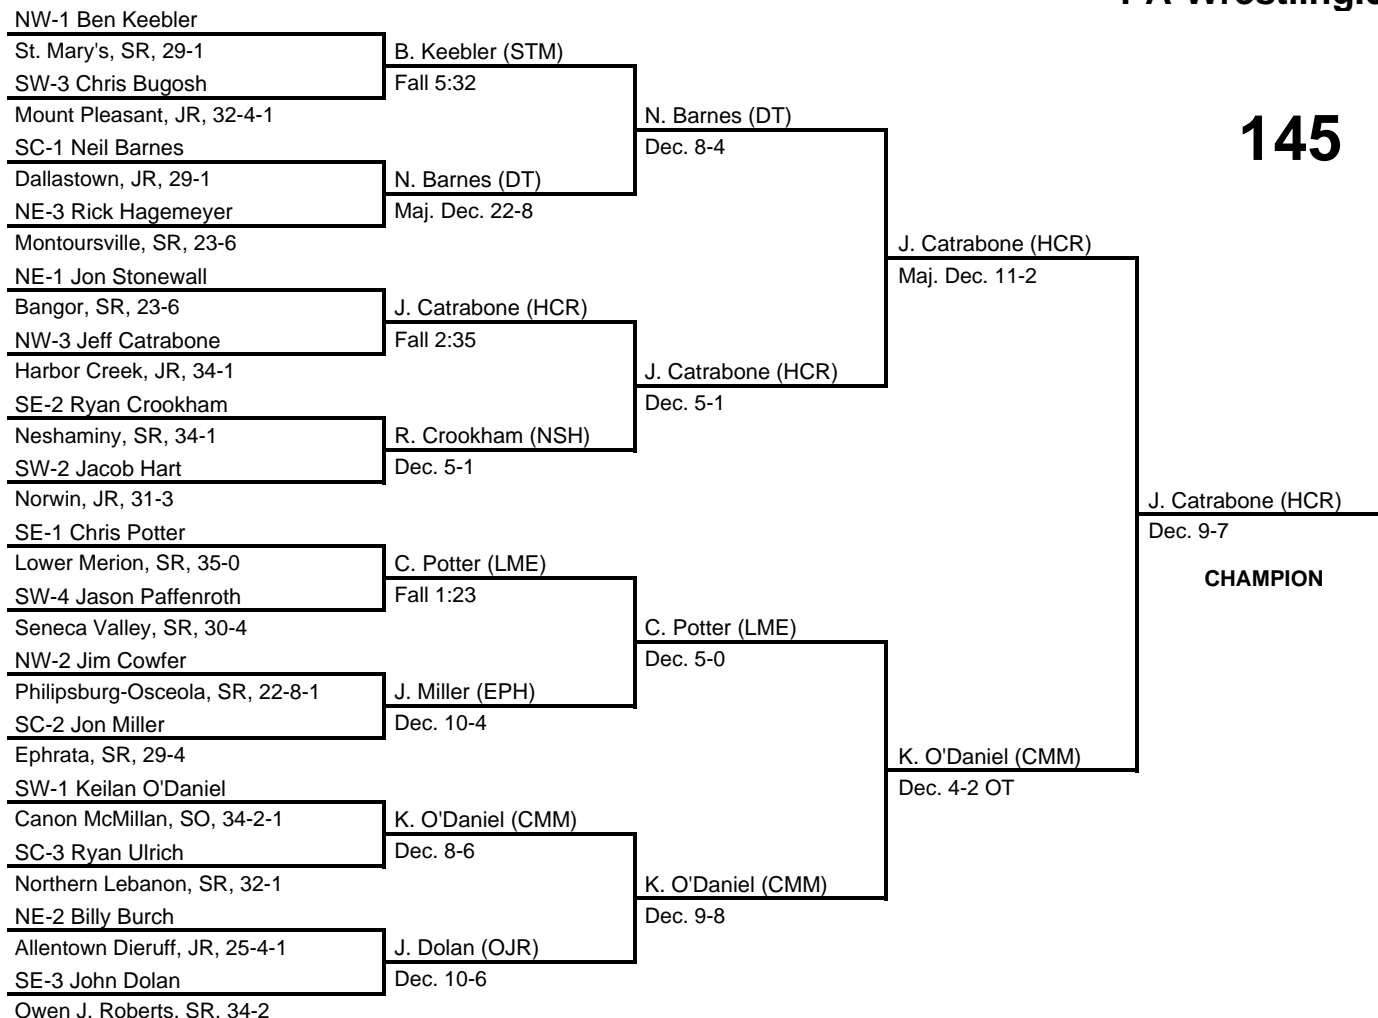 PA Wrestling
NW-1 Ben Keebler
St. Mary's, SR, 29-1
B. Keebler (STM)
SW-3 Chris Bugosh
Fall 5:32
Mount Pleasant, JR, 32-4-1
N. Barnes (DT)
145
SC-1 Neil Barnes
Dec. 8-4
Dallastown, JR, 29-1
N. Barnes (DT)
NE-3 Rick Hagemeyer
Maj. Dec. 22-8
Montoursville, SR, 23-6
J. Catrabone (HCR)
NE-1 Jon Stonewall
Maj. Dec. 11-2
Bangor, SR, 23-6
J. Catrabone (HCR)
NW-3 Jeff Catrabone
Fall 2:35
Harbor Creek, JR, 34-1
J. Catrabone (HCR)
SE-2 Ryan Crookham
Dec. 5-1
Neshaminy, SR, 34-1
R. Crookham (NSH)
SW-2 Jacob Hart
Dec. 5-1
Norwin, JR, 31-3
J. Catrabone (HCR)
SE-1 Chris Potter
Dec. 9-7
Lower Merion, SR, 35-0
C. Potter (LME)
CHAMPION
SW-4 Jason Paffenroth
Fall 1:23
Seneca Valley, SR, 30-4
C. Potter (LME)
NW-2 Jim Cowfer
Dec. 5-0
Philipsburg-Osceola, SR, 22-8-1
J. Miller (EPH)
SC-2 Jon Miller
Dec. 10-4
Ephrata, SR, 29-4
K. O'Daniel (CMM)
SW-1 Keilan O'Daniel
Dec. 4-2 OT
Canon McMillan, SO, 34-2-1
K. O'Daniel (CMM)
SC-3 Ryan Ulrich
Dec. 8-6
Northern Lebanon, SR, 32-1
K. O'Daniel (CMM)
NE-2 Billy Burch
Dec. 9-8
Allentown Dieruff, JR, 25-4-1
J. Dolan (OJR)
SE-3 John Dolan
Dec. 10-6
Owen J. Roberts, SR, 34-2